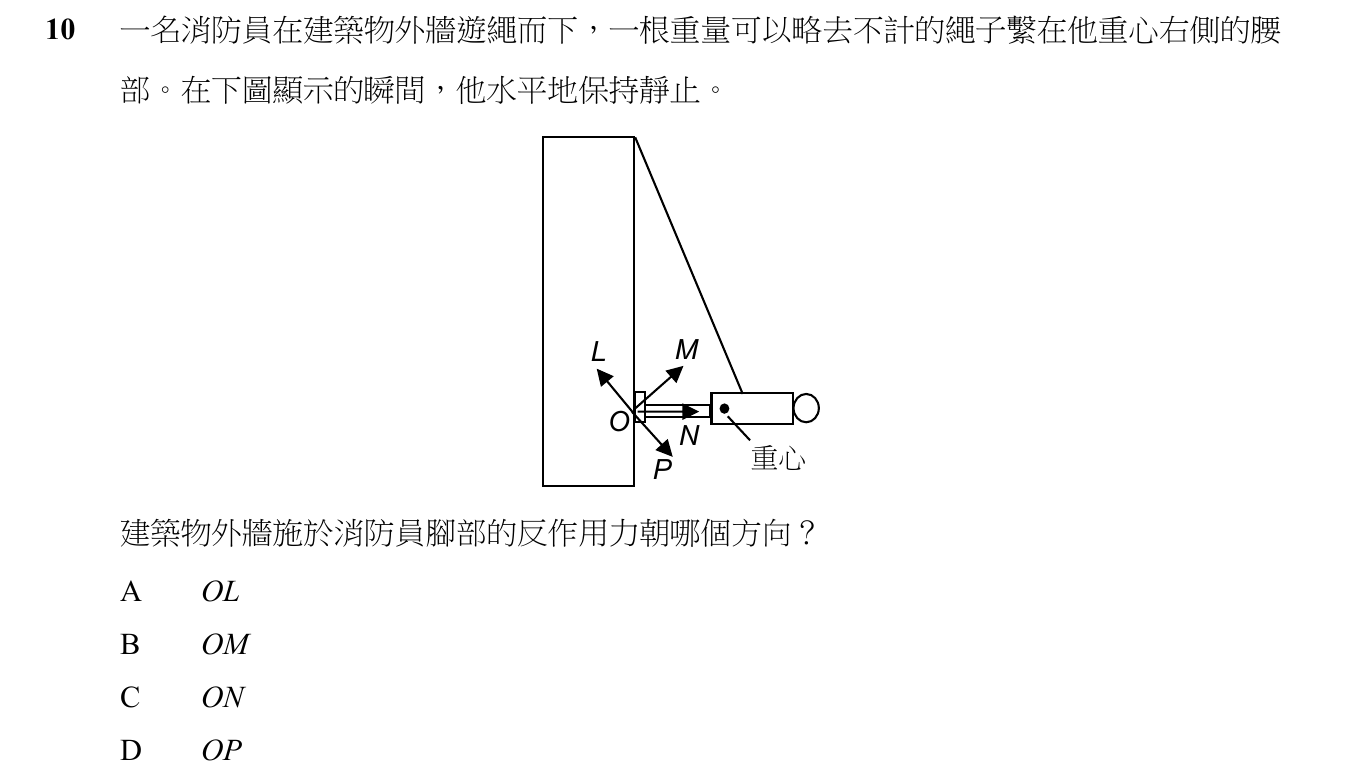 10 一名消防員在建築物外牆遊繩而下，一根重量可以略去不計的繩子繫在他重心右側的腰
部。在下圖顯示的瞬間，他水平地保持靜止。
L
M
O
N
P
重心
建築物外牆施於消防員腳部的反作用力朝哪個方向？
A OL
B OM
C ON
D OP